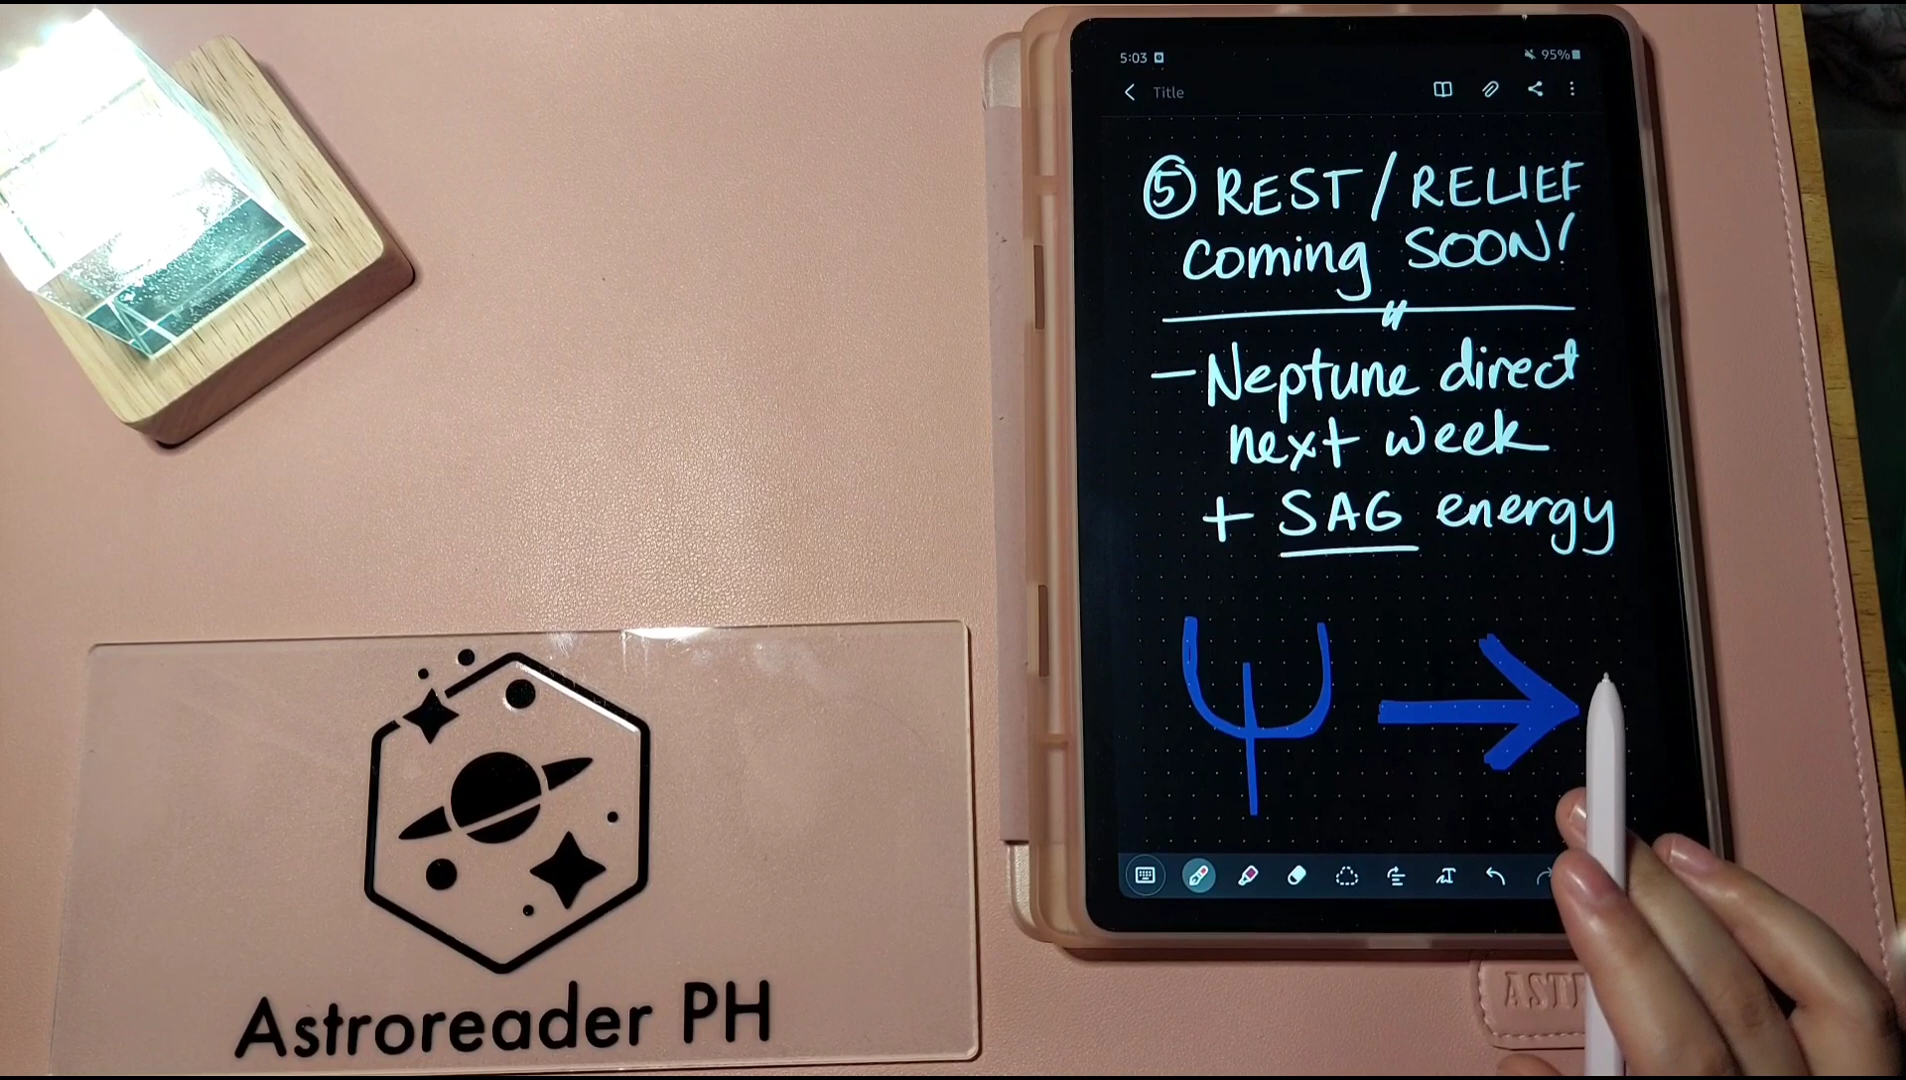 5:03
95%
Title
⑤ REST/RELIEF
coming SOON!
- Neptune direct
next week
+ SAG energy
Astroreader PH